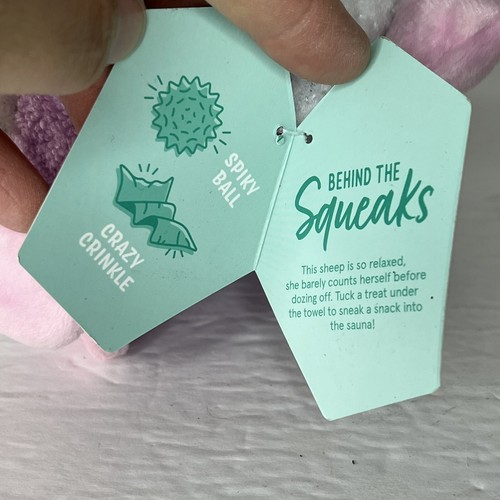 SPIKY
BALL
CRAZY
CRINKLE
BEHIND THE
Squeaks
This sheep is so relaxed,
she barely counts herself before
dozing off. Tuck a treat under
the towel to sneak a snack into
the sauna!